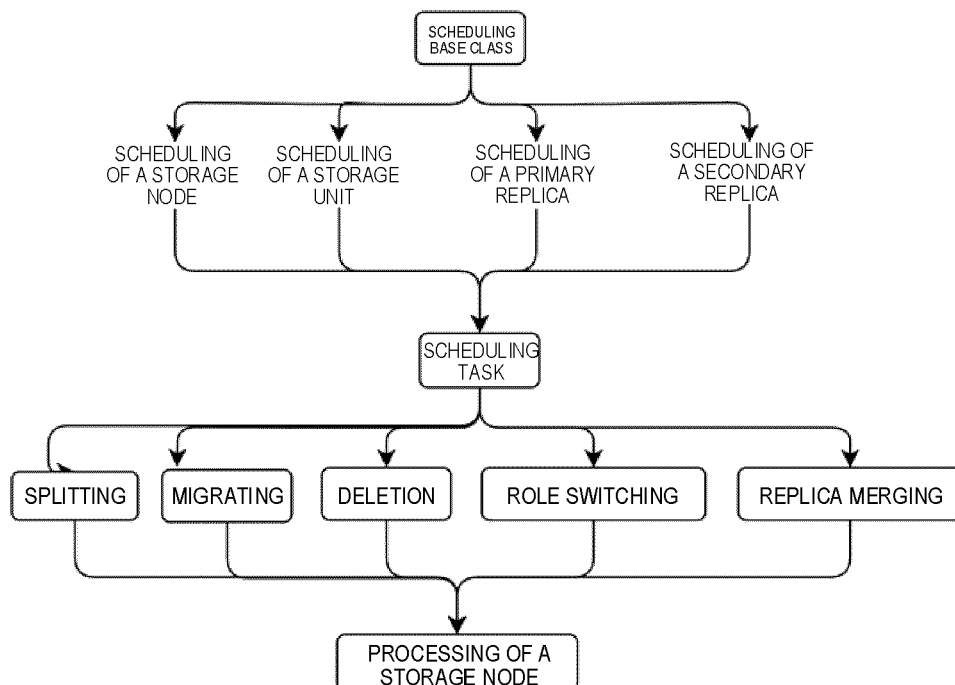 SCHEDULING
BASE CLASS
SCHEDULING
OF A STORAGE
NODE
SCHEDULING
OF A STORAGE
UNIT
SCHEDULING
OF A PRIMARY
REPLICA
SCHEDULING OF
A SECONDARY
REPLICA
SCHEDULING
TASK
SPLITTING
MIGRATING
DELETION
ROLE SWITCHING
REPLICA MERGING
PROCESSING OF A
STORAGE NODE